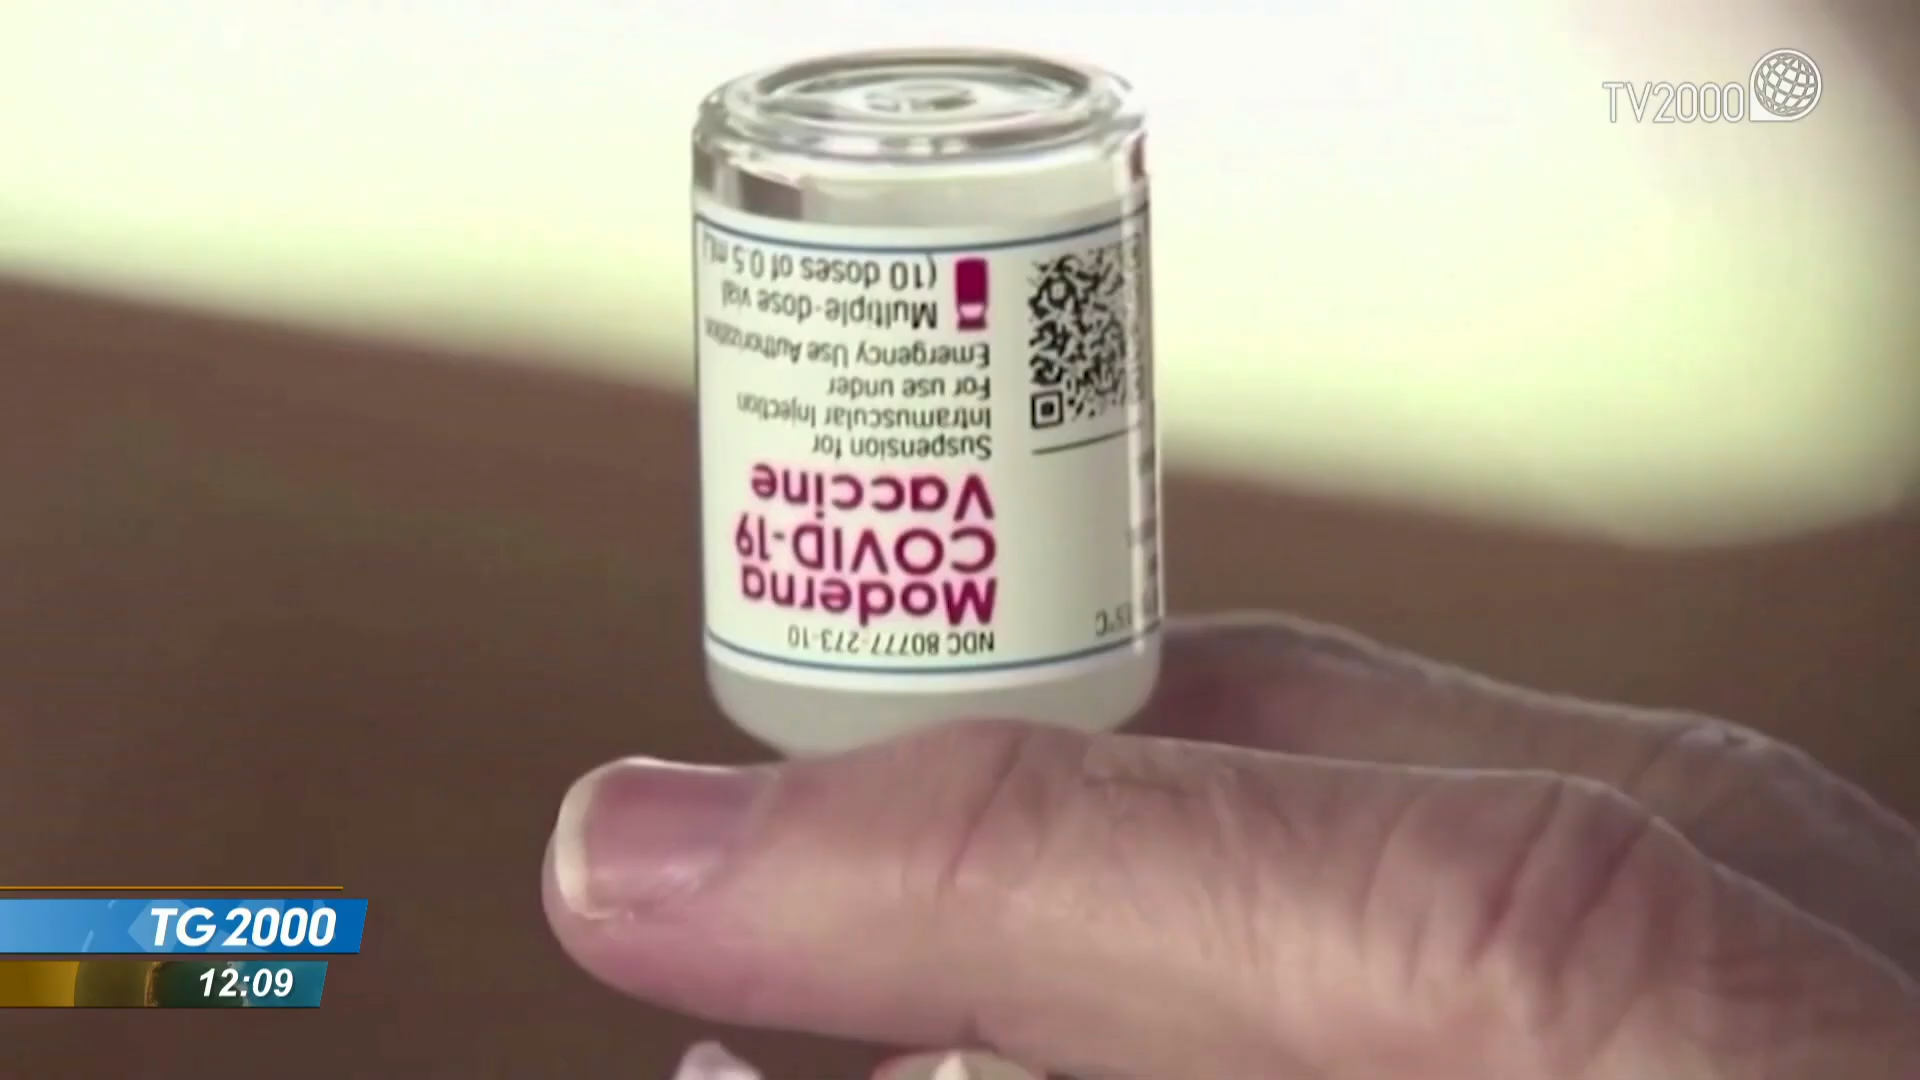 TV2000
NDC 80777-273-10
Moderna
COVID-19
Vaccine
Suspension for
Intramuscular Injection
For use under
Emergency Use Authorization
Multiple-dose vial
(10 doses of 0.5 mL)
TG 2000
12:09